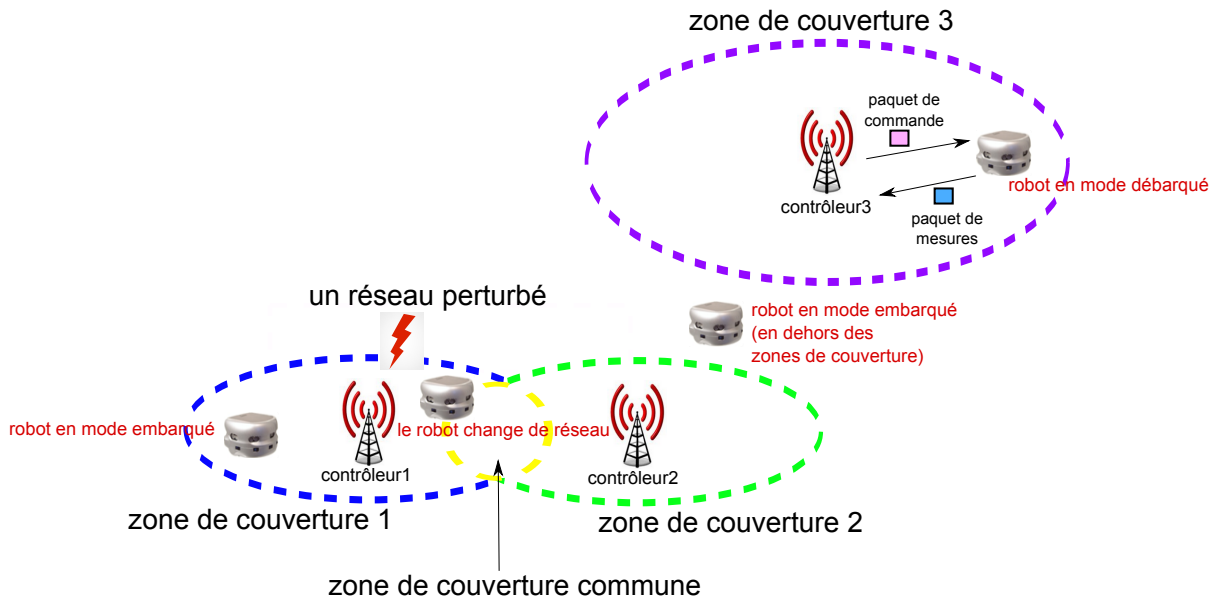 zone de couverture 3
paquet de
commande
contrôleur3
robot en mode débarqué
paquet de
mesures
un réseau perturbé
robot en mode embarqué
(en dehors des
zones de couverture)
robot en mode embarqué
le robot change de réseau
contrôleur1
contrôleur2
zone de couverture 1
zone de couverture 2
zone de couverture commune